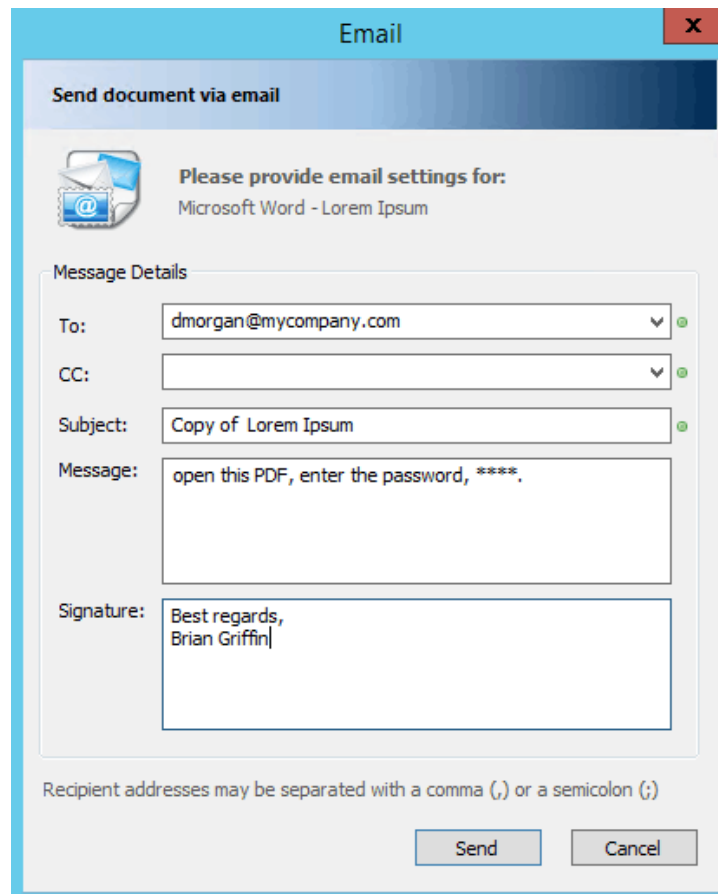 Email
x
Send document via email
@
Please provide email settings for:
Microsoft Word - Lorem Ipsum
Message Details
To: dmorgan@mycompany.com
CC:
Subject: Copy of Lorem Ipsum
Message: open this PDF, enter the password, ****.
Signature: Best regards,
Brian Griffin
Recipient addresses may be separated with a comma (,) or a semicolon (;)
Send Cancel